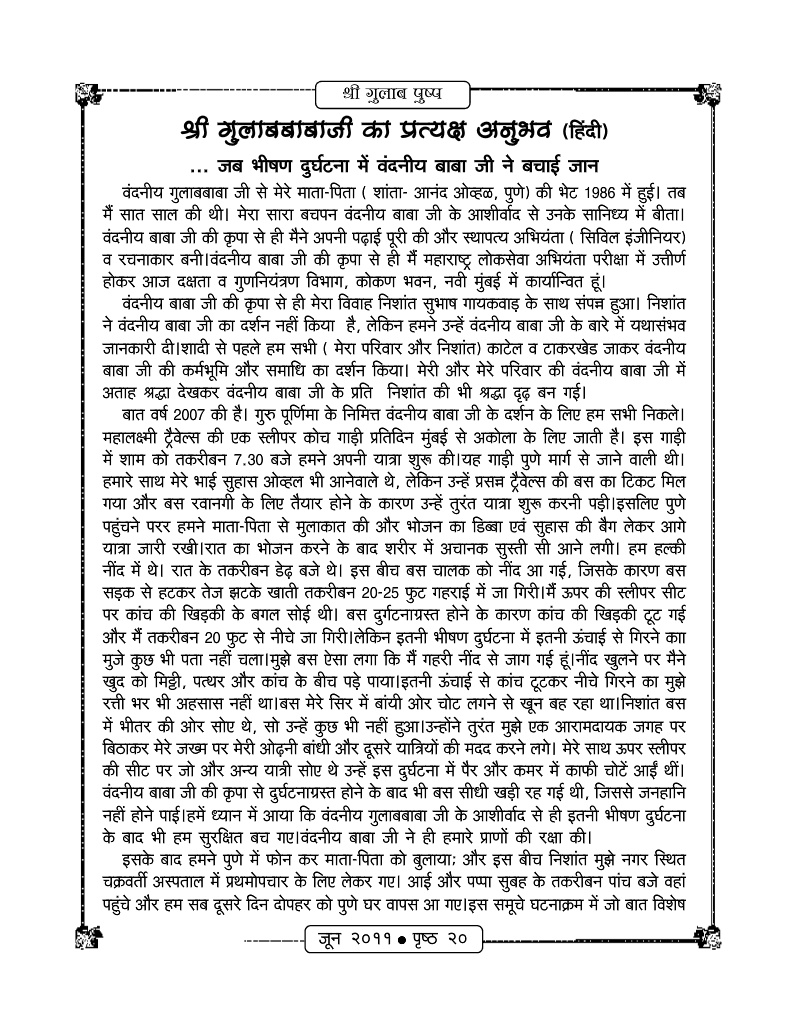 श्री गुलाब पुष्प
श्री गुलाबबाबाजी का प्रत्यक्ष अनुभव (हिंदी)
... जब भीषण दुर्घटना में वंदनीय बाबा जी ने बचाई जान
वंदनीय गुलाबबाबा जी से मेरे माता-पिता ( शांता- आनंद ओव्हळ, पुणे) की भेट 1986 में हुई। तब
मैं सात साल की थी। मेरा सारा बचपन वंदनीय बाबा जी के आशीर्वाद से उनके सानिध्य में बीता।
वंदनीय बाबा जी की कृपा से ही मैने अपनी पढ़ाई पूरी की और स्थापत्य अभियंता ( सिविल इंजीनियर)
व रचनाकार बनी।वंदनीय बाबा जी की कृपा से ही मैं महाराष्ट्र लोकसेवा अभियंता परीक्षा में उत्तीर्ण
होकर आज दक्षता व गुणनियंत्रण विभाग, कोकण भवन, नवी मुंबई में कार्यान्वित हूं।
वंदनीय बाबा जी की कृपा से ही मेरा विवाह निशांत सुभाष गायकवाड़ के साथ संपन्न हुआ। निशांत
ने वंदनीय बाबा जी का दर्शन नहीं किया है, लेकिन हमने उन्हें वंदनीय बाबा जी के बारे में यथासंभव
जानकारी दी।शादी से पहले हम सभी ( मेरा परिवार और निशांत) काटेल व टाकरखेड जाकर वंदनीय
बाबा जी की कर्मभूमि और समाधि का दर्शन किया। मेरी और मेरे परिवार की वंदनीय बाबा जी में
अताह श्रद्धा देखकर वंदनीय बाबा जी के प्रति निशांत की भी श्रद्धा दृढ़ बन गई।
बात वर्ष 2007 की है। गुरु पूर्णिमा के निमित्त वंदनीय बाबा जी के दर्शन के लिए हम सभी निकले।
महालक्ष्मी ट्रैवेल्स की एक स्लीपर कोच गाड़ी प्रतिदिन मुंबई से अकोला के लिए जाती है। इस गाड़ी
में शाम को तकरीबन 7.30 बजे हमने अपनी यात्रा शुरू की।यह गाड़ी पुणे मार्ग से जाने वाली थी।
हमारे साथ मेरे भाई सुहास ओव्हल भी आनेवाले थे, लेकिन उन्हें प्रसन्न ट्रैवेल्स की बस का टिकट मिल
गया और बस रवानगी के लिए तैयार होने के कारण उन्हें तुरंत यात्रा शुरू करनी पड़ी।इसलिए पुणे
पहुंचने परर हमने माता-पिता से मुलाकात की और भोजन का डिब्बा एवं सुहास की बैग लेकर आगे
यात्रा जारी रखी।रात का भोजन करने के बाद शरीर में अचानक सुस्ती सी आने लगी। हम हल्की
नींद में थे। रात के तकरीबन डेढ़ बजे थे। इस बीच बस चालक को नींद आ गई, जिसके कारण बस
सड़क से हटकर तेज झटके खाती तकरीबन 20-25 फुट गहराई में जा गिरी।मैं ऊपर की स्लीपर सीट
पर कांच की खिड़की के बगल सोई थी। बस दुर्गटनाग्रस्त होने के कारण कांच की खिड़की टूट गई
और मैं तकरीबन 20 फुट से नीचे जा गिरी।लेकिन इतनी भीषण दुर्घटना में इतनी ऊंचाई से गिरने काा
मुजे कुछ भी पता नहीं चला।मुझे बस ऐसा लगा कि मैं गहरी नींद से जाग गई हूं।नींद खुलने पर मैने
खुद को मिट्टी, पत्थर और कांच के बीच पड़े पाया।इतनी ऊंचाई से कांच टूटकर नीचे गिरने का मुझे
रत्ती भर भी अहसास नहीं था।बस मेरे सिर में बांयी ओर चोट लगने से खून बह रहा था।निशांत बस
में भीतर की ओर सोए थे, सो उन्हें कुछ भी नहीं हुआ।उन्होंने तुरंत मुझे एक आरामदायक जगह पर
बिठाकर मेरे जख्म पर मेरी ओढ़नी बांधी और दूसरे यात्रियों की मदद करने लगे। मेरे साथ ऊपर स्लीपर
की सीट पर जो और अन्य यात्री सोए थे उन्हें इस दुर्घटना में पैर और कमर में काफी चोटें आईं थीं।
वंदनीय बाबा जी की कृपा से दुर्घटनाग्रस्त होने के बाद भी बस सीधी खड़ी रह गई थी, जिससे जनहानि
नहीं होने पाई।हमें ध्यान में आया कि वंदनीय गुलाबबाबा जी के आशीर्वाद से ही इतनी भीषण दुर्घटना
के बाद भी हम सुरक्षित बच गए।वंदनीय बाबा जी ने ही हमारे प्राणों की रक्षा की।
इसके बाद हमने पुणे में फोन कर माता-पिता को बुलाया; और इस बीच निशांत मुझे नगर स्थित
चक्रवर्ती अस्पताल में प्रथमोपचार के लिए लेकर गए। आई और पप्पा सुबह के तकरीबन पांच बजे वहां
पहुंचे और हम सब दूसरे दिन दोपहर को पुणे घर वापस आ गए।इस समूचे घटनाक्रम में जो बात विशेष
जून २०११ ● पृष्ठ २०